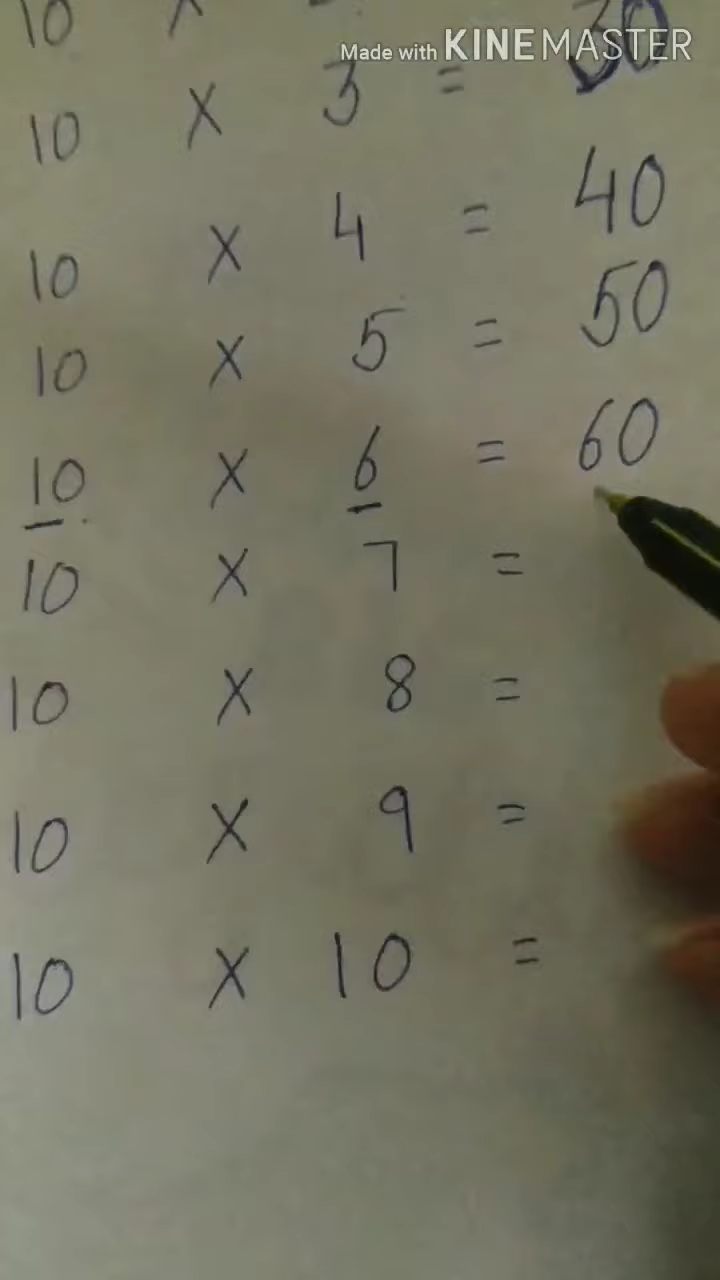 Made with KINEMASTER
10 X
10 X 3 = 30
10 X 4 = 40
10 X 5 = 50
10 X 6 = 60
10 X 7 =
10 X 8 =
10 X 9 =
10 X 10 =